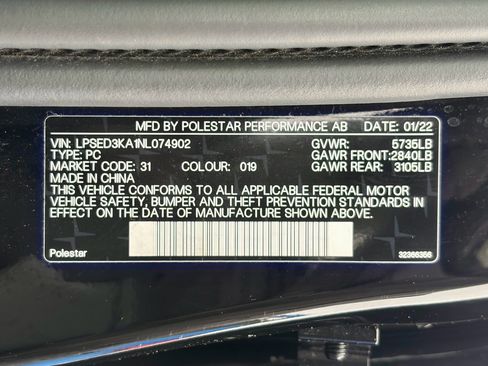 MFD BY POLESTAR PERFORMANCE AB DATE: 01/22
VIN: LPSED3KA1NL074902 GVWR: 5735LB
TYPE: PC GAWR FRONT: 2840LB
MARKET CODE: 31 COLOUR: 019 GAWR REAR: 3105LB
MADE IN CHINA
THIS VEHICLE CONFORMS TO ALL APPLICABLE FEDERAL MOTOR
VEHICLE SAFETY, BUMPER AND THEFT PREVENTION STANDARDS
IN EFFECT ON THE DATE OF MANUFACTURE SHOWN ABOVE.
Polestar 32366356